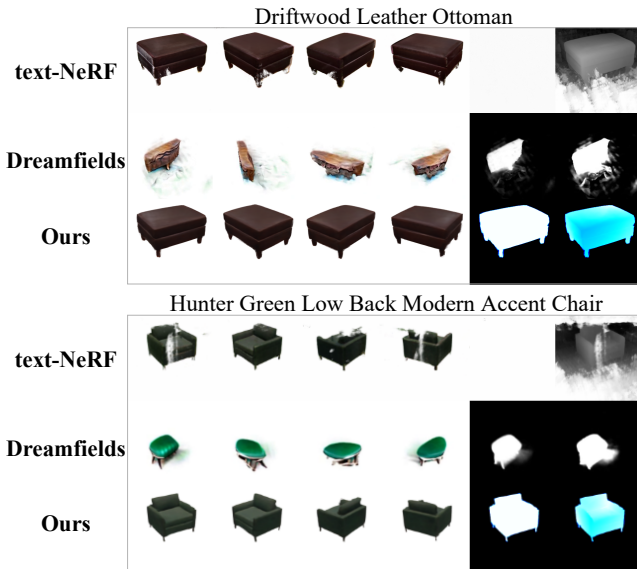 Driftwood Leather Ottoman
text-NeRF
Dreamfields
Ours
Hunter Green Low Back Modern Accent Chair
text-NeRF
Dreamfields
Ours